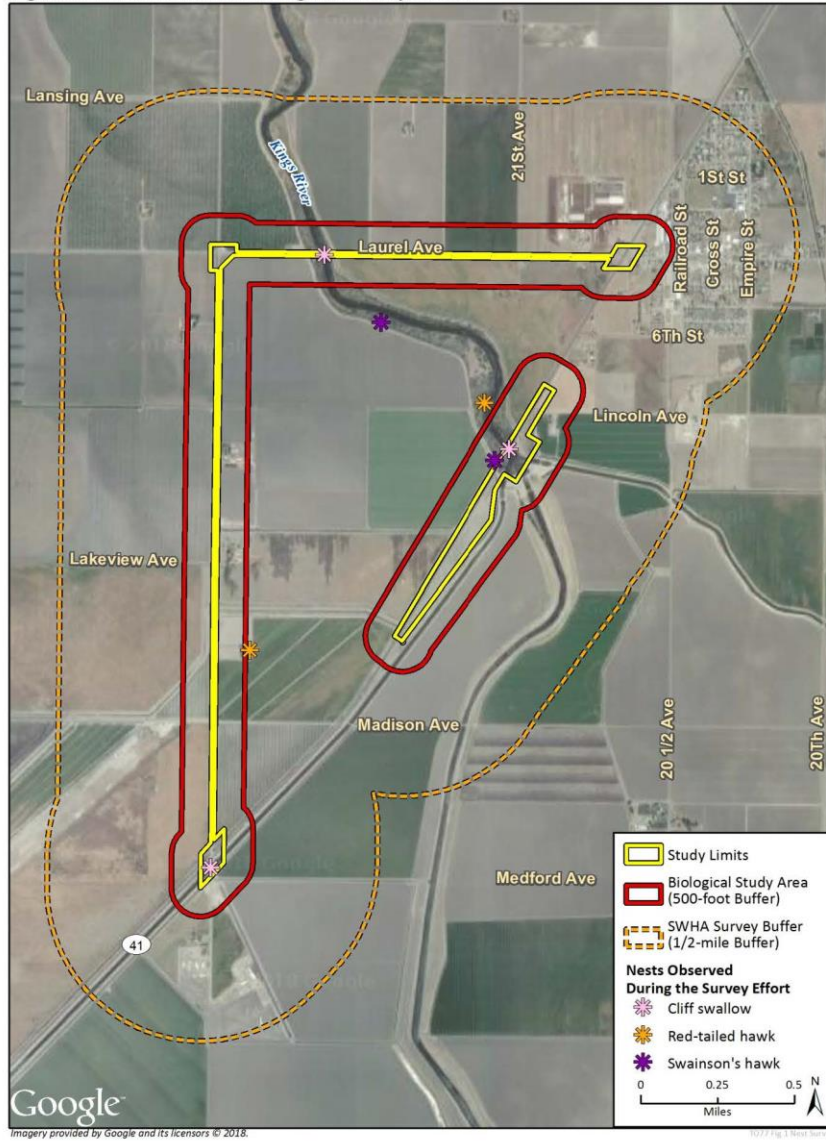 Lansing Ave
Kings River
21St Ave
1St St
Railroad St
Cross St
Empire St
Laurel Ave
6Th St
Lincoln Ave
Lakeview Ave
Madison Ave
20 1/2 Ave
20Th Ave
Medford Ave
41
Study Limits
Biological Study Area
(500-foot Buffer)
SWHA Survey Buffer
(1/2-mile Buffer)
Nests Observed
During the Survey Effort
Cliff swallow
Red-tailed hawk
Swainson's hawk
0 0.25 0.5
Miles
N
Google
Imagery provided by Google and its licensors © 2018.